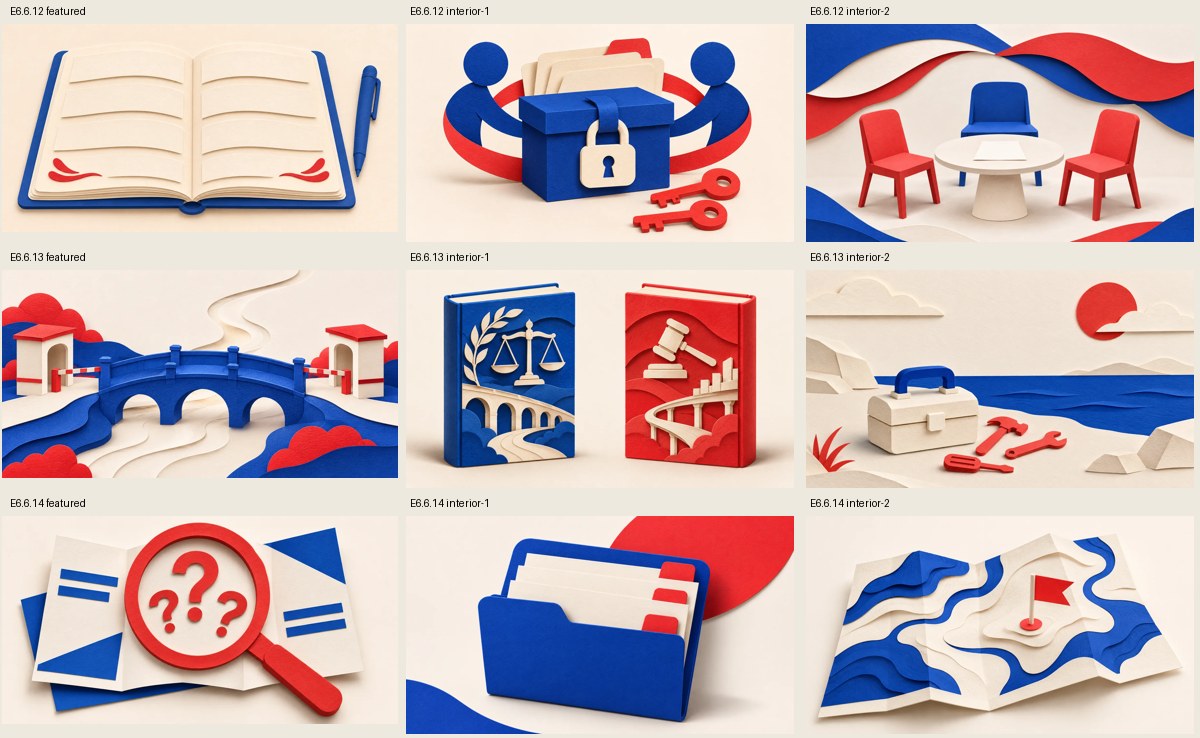 E6.6.12 featured
E6.6.12 interior-1
E6.6.12 interior-2
E6.6.13 featured
E6.6.13 interior-1
E6.6.13 interior-2
E6.6.14 featured
???
E6.6.14 interior-1
E6.6.14 interior-2